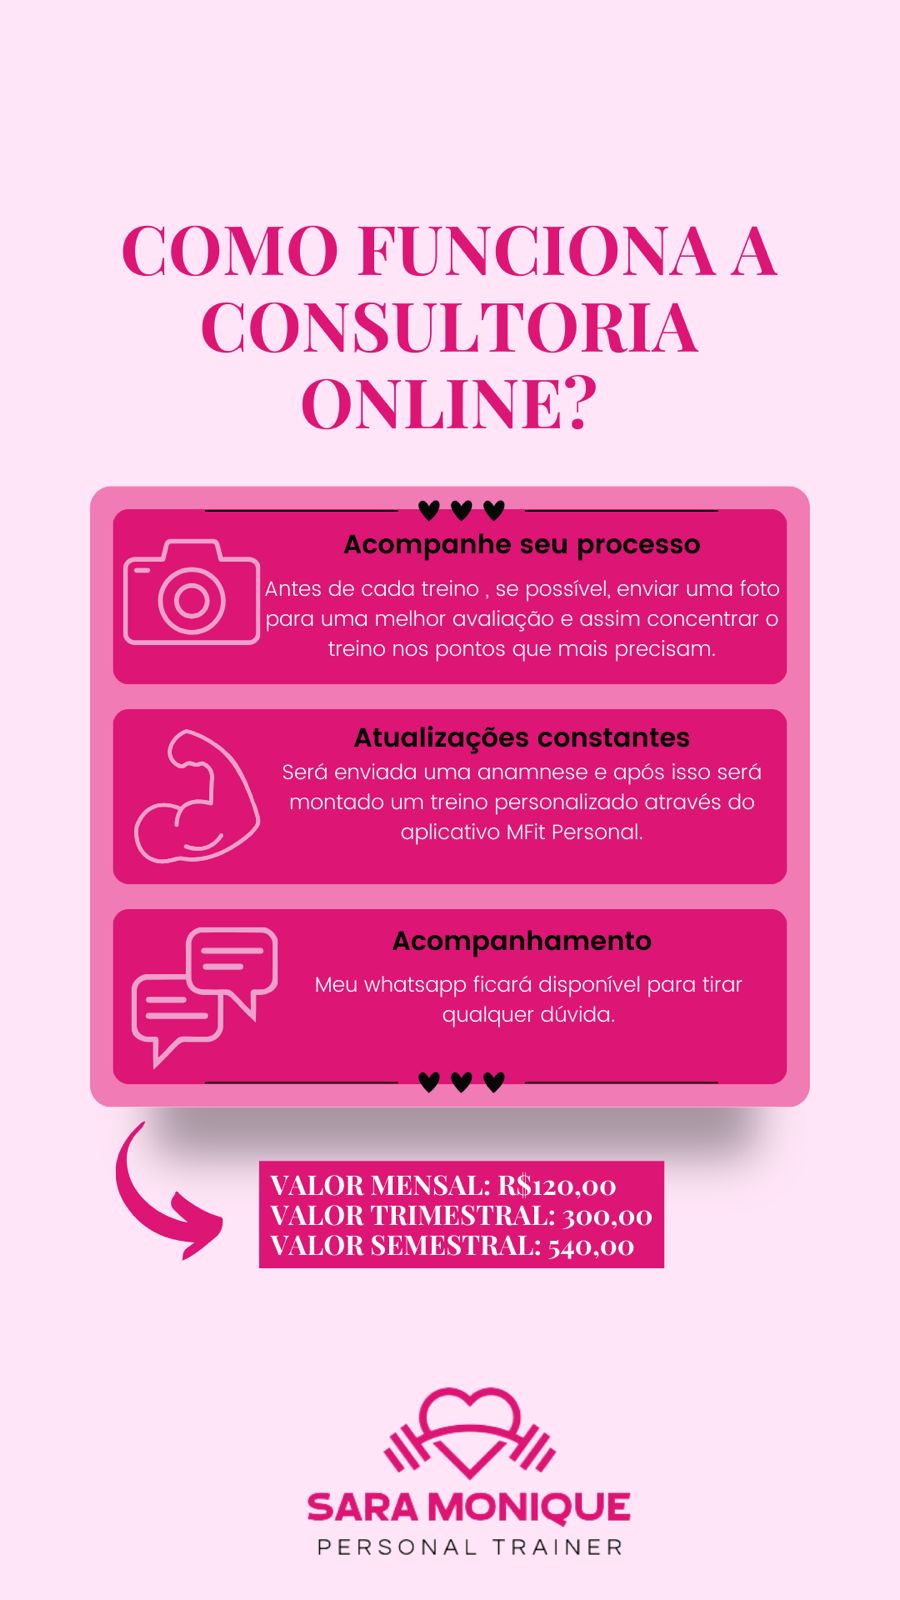 COMO FUNCIONA A
CONSULTORIA
ONLINE?
Acompanhe seu processo
Antes de cada treino , se possível, enviar uma foto
para uma melhor avaliação e assim concentrar o
treino nos pontos que mais precisam.
Atualizações constantes
Será enviada uma anamnese e após isso será
montado um treino personalizado através do
aplicativo MFit Personal.
Acompanhamento
Meu whatsapp ficará disponível para tirar
qualquer dúvida.
VALOR MENSAL: R$120,00
VALOR TRIMESTRAL: 300,00
VALOR SEMESTRAL: 540,00
SARA MONIQUE
PERSONAL TRAINER